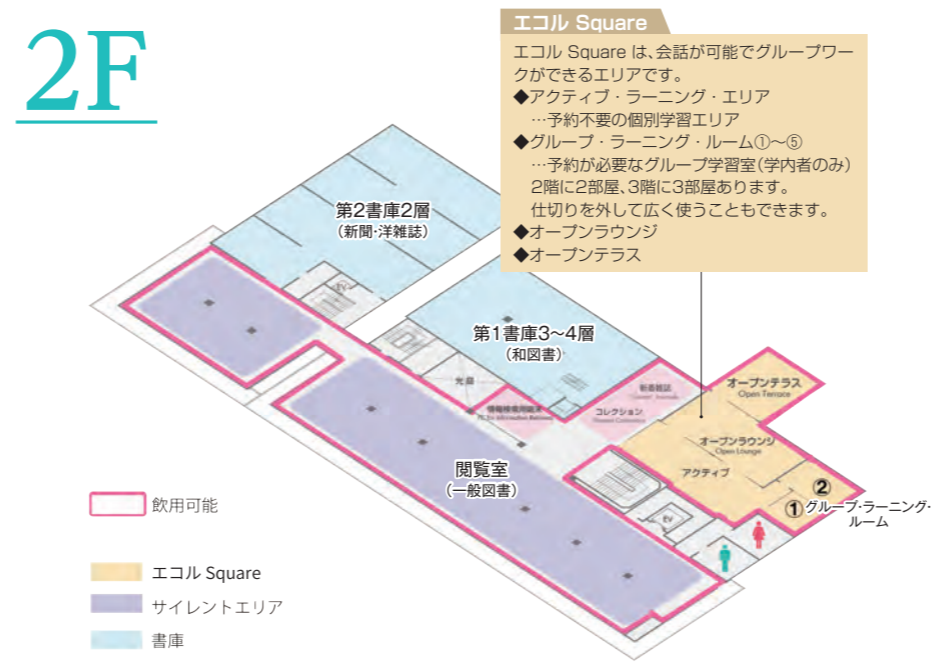 2F
エコル Square
エコル Square は、会話が可能でグループワー
クができるエリアです。
◆アクティブ・ラーニング・エリア
…予約不要の個別学習エリア
◆グループ・ラーニング・ルーム①〜⑤
…予約が必要なグループ学習室(学内者のみ)
2階に2部屋、3階に3部屋あります。
仕切りを外して広く使うこともできます。
◆オープンラウンジ
◆オープンテラス
第2書庫2層
(新聞・洋雑誌)
EV
第1書庫3〜4層
(和図書)
光庭
情報検索用端末
新着雑誌
コレクション
オープンテラス
Open Terrace
オープンラウンジ
Open Lounge
アクティブ
閲覧室
(一般図書)
EV
②
①
グループ・ラーニング・
ルーム
飲用可能
エコル Square
サイレントエリア
書庫